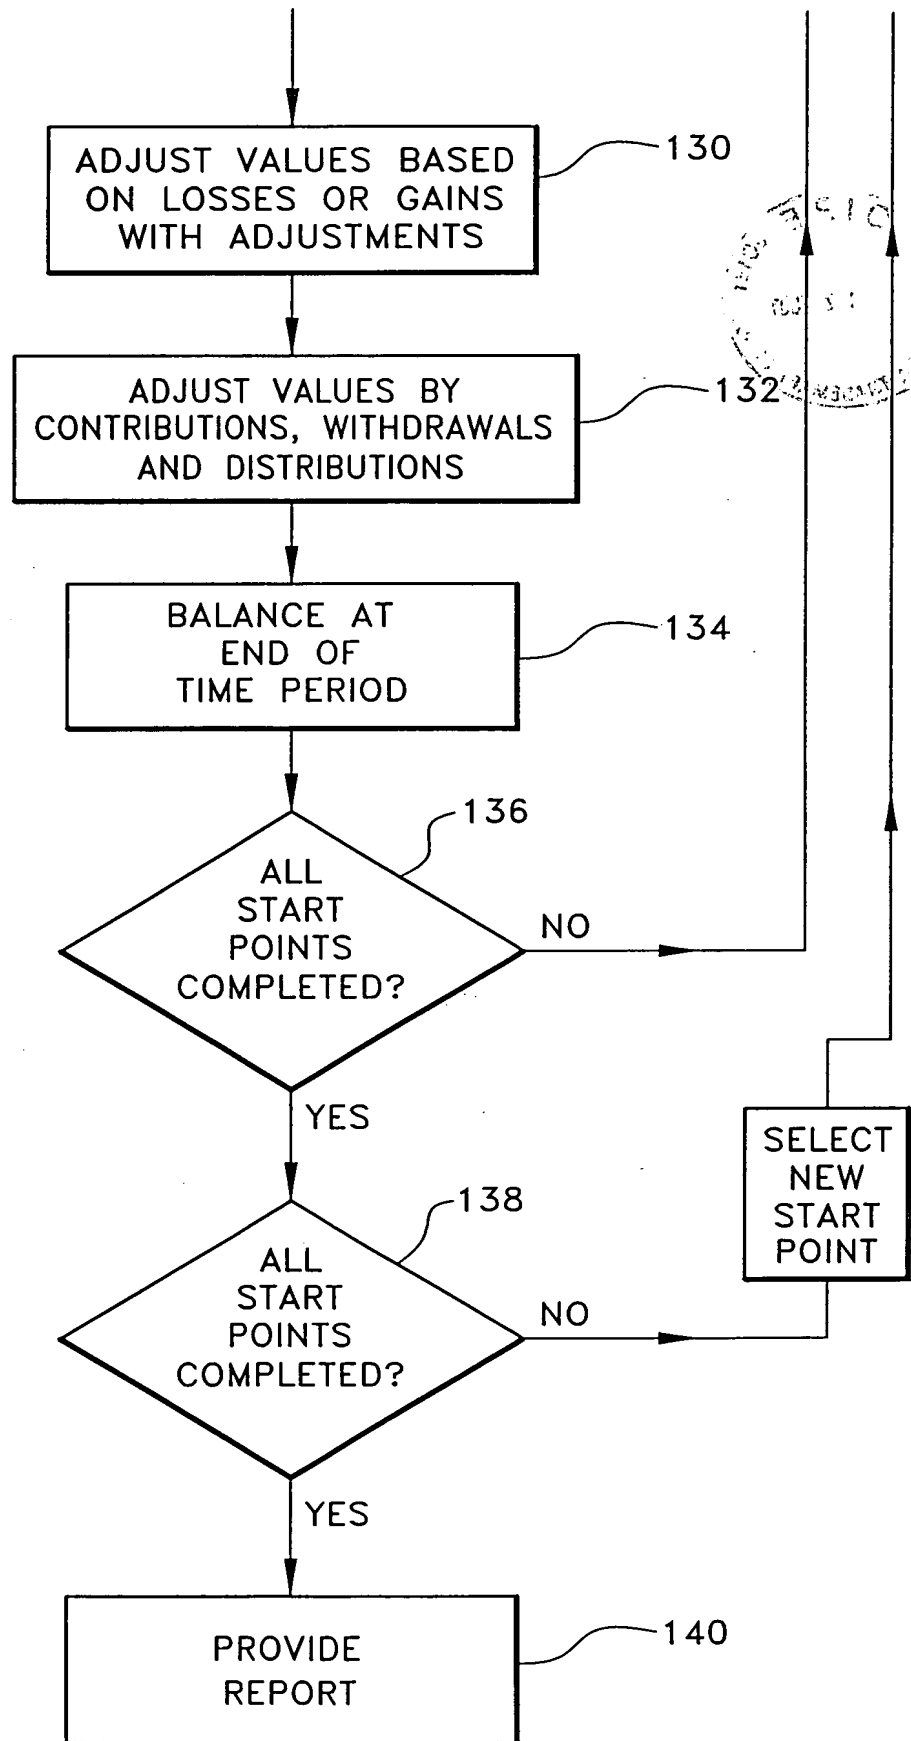 ADJUST VALUES BASED
ON LOSSES OR GAINS
WITH ADJUSTMENTS
130
ADJUST VALUES BY
CONTRIBUTIONS, WITHDRAWALS
AND DISTRIBUTIONS
132
BALANCE AT
END OF
TIME PERIOD
134
136
ALL
START
POINTS
COMPLETED?
NO
YES
SELECT
NEW
START
POINT
138
ALL
START
POINTS
COMPLETED?
NO
YES
PROVIDE
REPORT
140